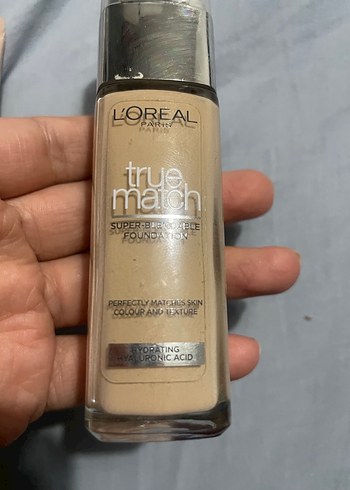 L'ORÉAL
PARIS
true
match
SUPER-BLENDABLE
FOUNDATION
PERFECTLY MATCHES SKIN
COLOUR AND TEXTURE
HYDRATING
HYALURONIC ACID